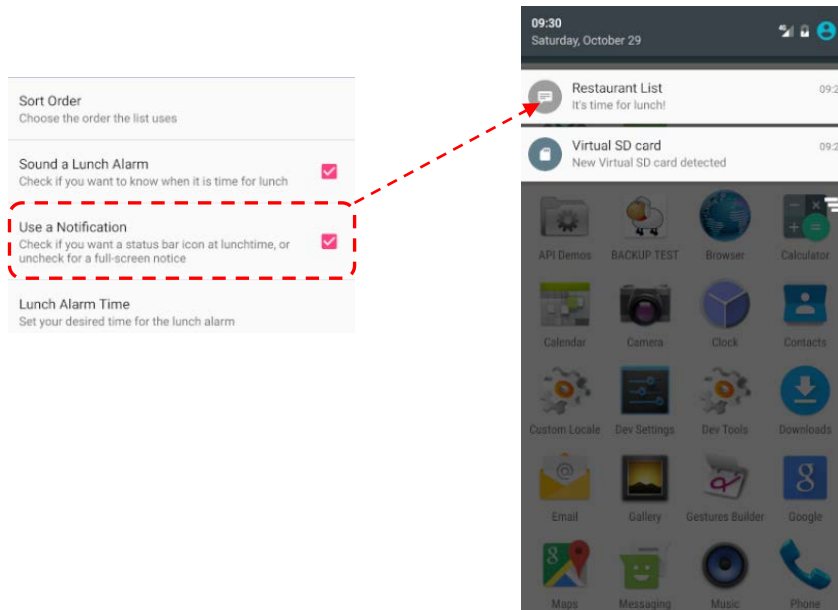 Sort Order
Choose the order the list uses
Sound a Lunch Alarm
Check if you want to know when it is time for lunch
Use a Notification
Check if you want a status bar icon at lunchtime, or
uncheck for a full-screen notice
Lunch Alarm Time
Set your desired time for the lunch alarm
09:30
Saturday, October 29
Restaurant List 09:2
It's time for lunch!
Virtual SD card 09:2
New Virtual SD card detected
API Demos BACKUP TEST Browser Calculator
Calendar Camera Clock Contacts
Custom Locale Dev Settings Dev Tools Downloads
Email Gallery Gestures Builder Google
Maps Messaging Music Phone